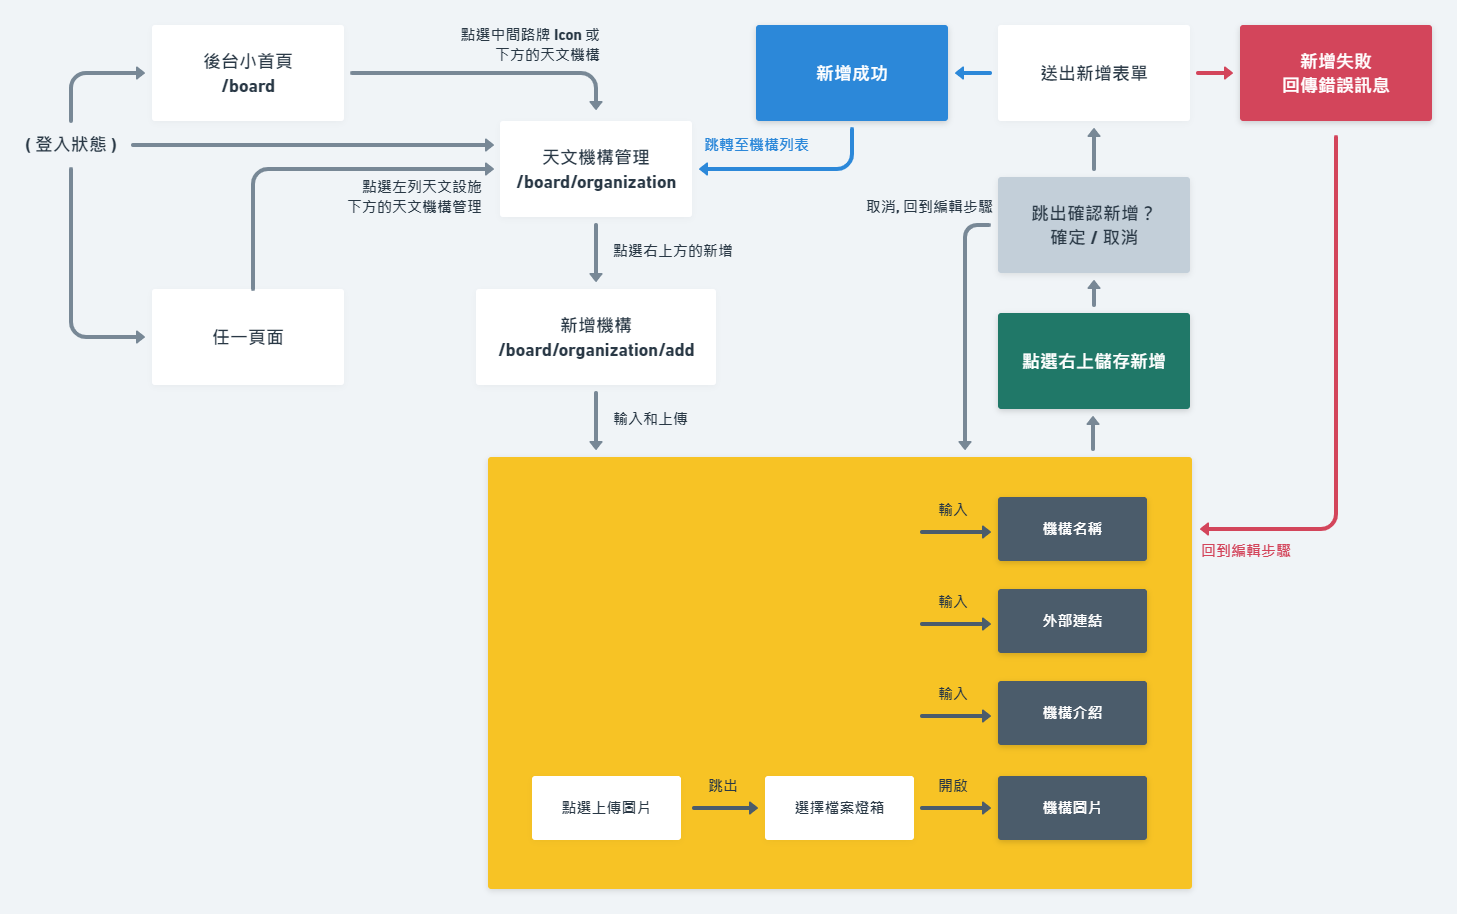 點選中間路牌 Icon 或
下方的天文機構
後台小首頁
/board
新增成功
送出新增表單
新增失敗
回傳錯誤訊息
( 登入狀態 )
跳轉至機構列表
天文機構管理
/board/organization
點選左列天文設施
下方的天文機構管理
取消, 回到編輯步驟
跳出確認新增？
確定 / 取消
點選右上方的新增
任一頁面
新增機構
/board/organization/add
點選右上儲存新增
輸入和上傳
輸入
機構名稱
回到編輯步驟
輸入
外部連結
輸入
機構介紹
點選上傳圖片
跳出
選擇檔案燈箱
開啟
機構圖片